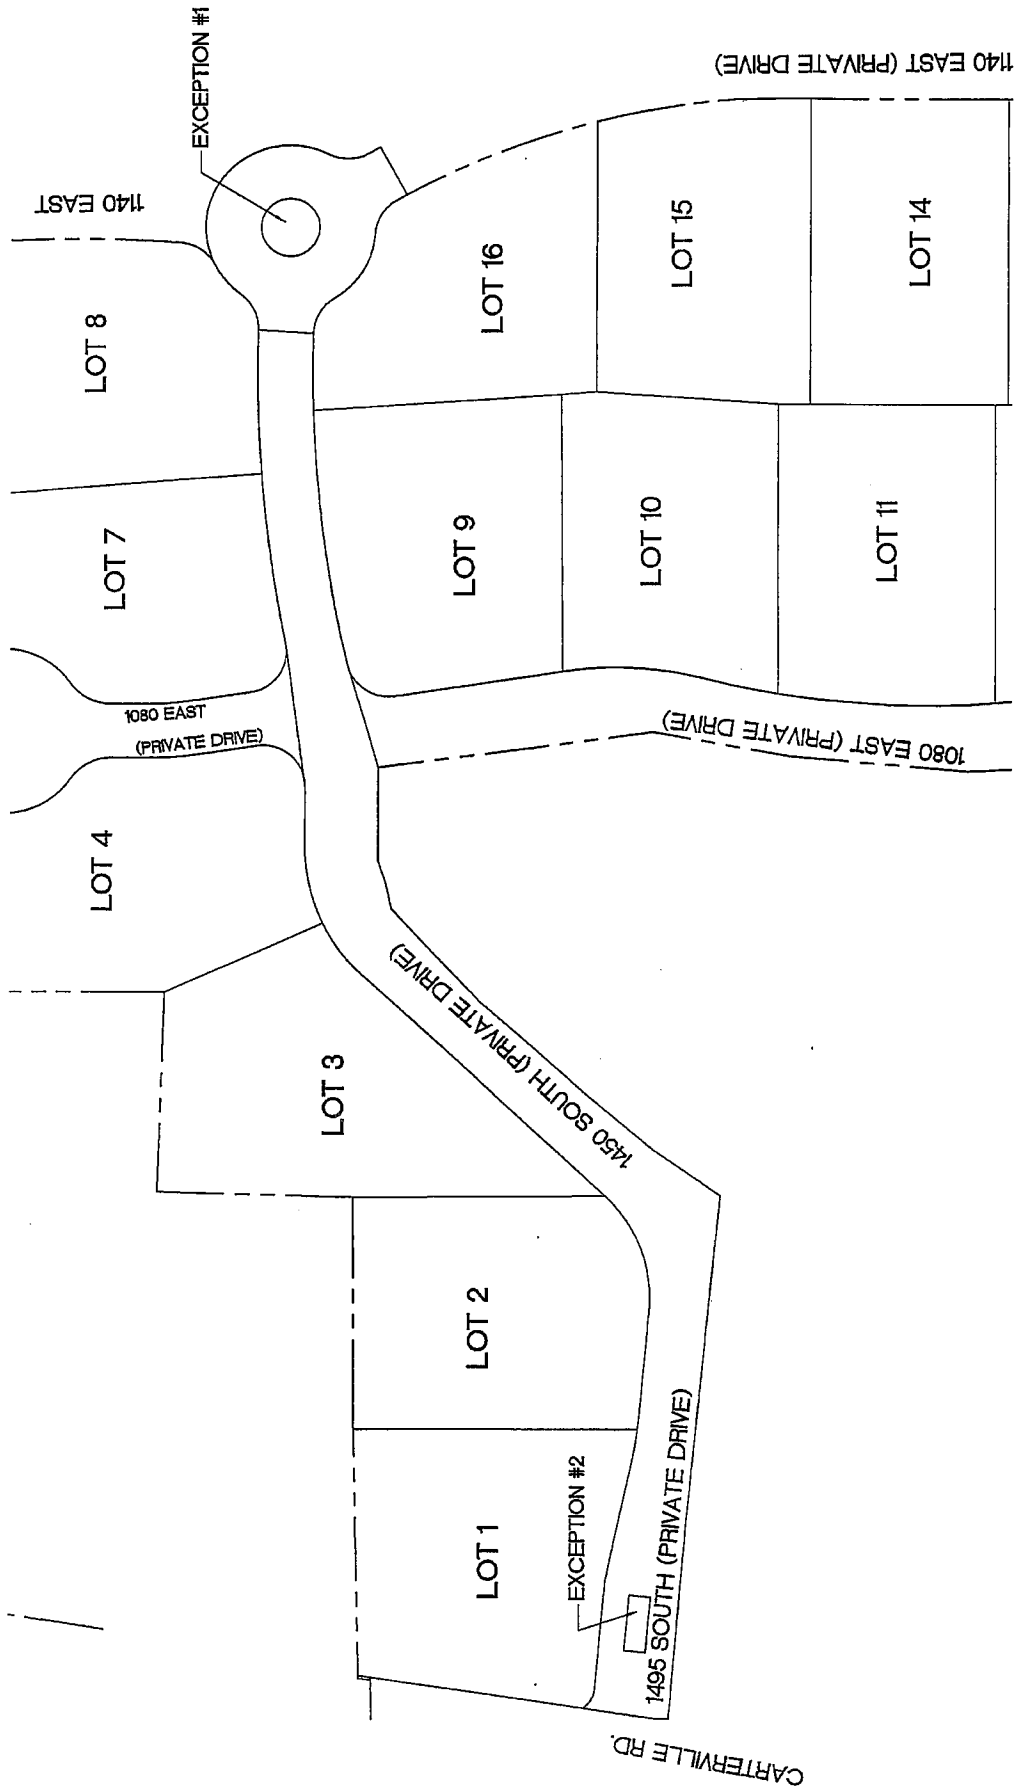 EXCEPTION #1
1140 EAST
1140 EAST (PRIVATE DRIVE)
LOT 8
LOT 16
LOT 15
LOT 14
LOT 7
LOT 9
LOT 10
LOT 11
1080 EAST
(PRIVATE DRIVE)
1080 EAST (PRIVATE DRIVE)
LOT 4
LOT 3
1450 SOUTH (PRIVATE DRIVE)
LOT 2
LOT 1
EXCEPTION #2
1495 SOUTH (PRIVATE DRIVE)
CARTERVILLE RD.